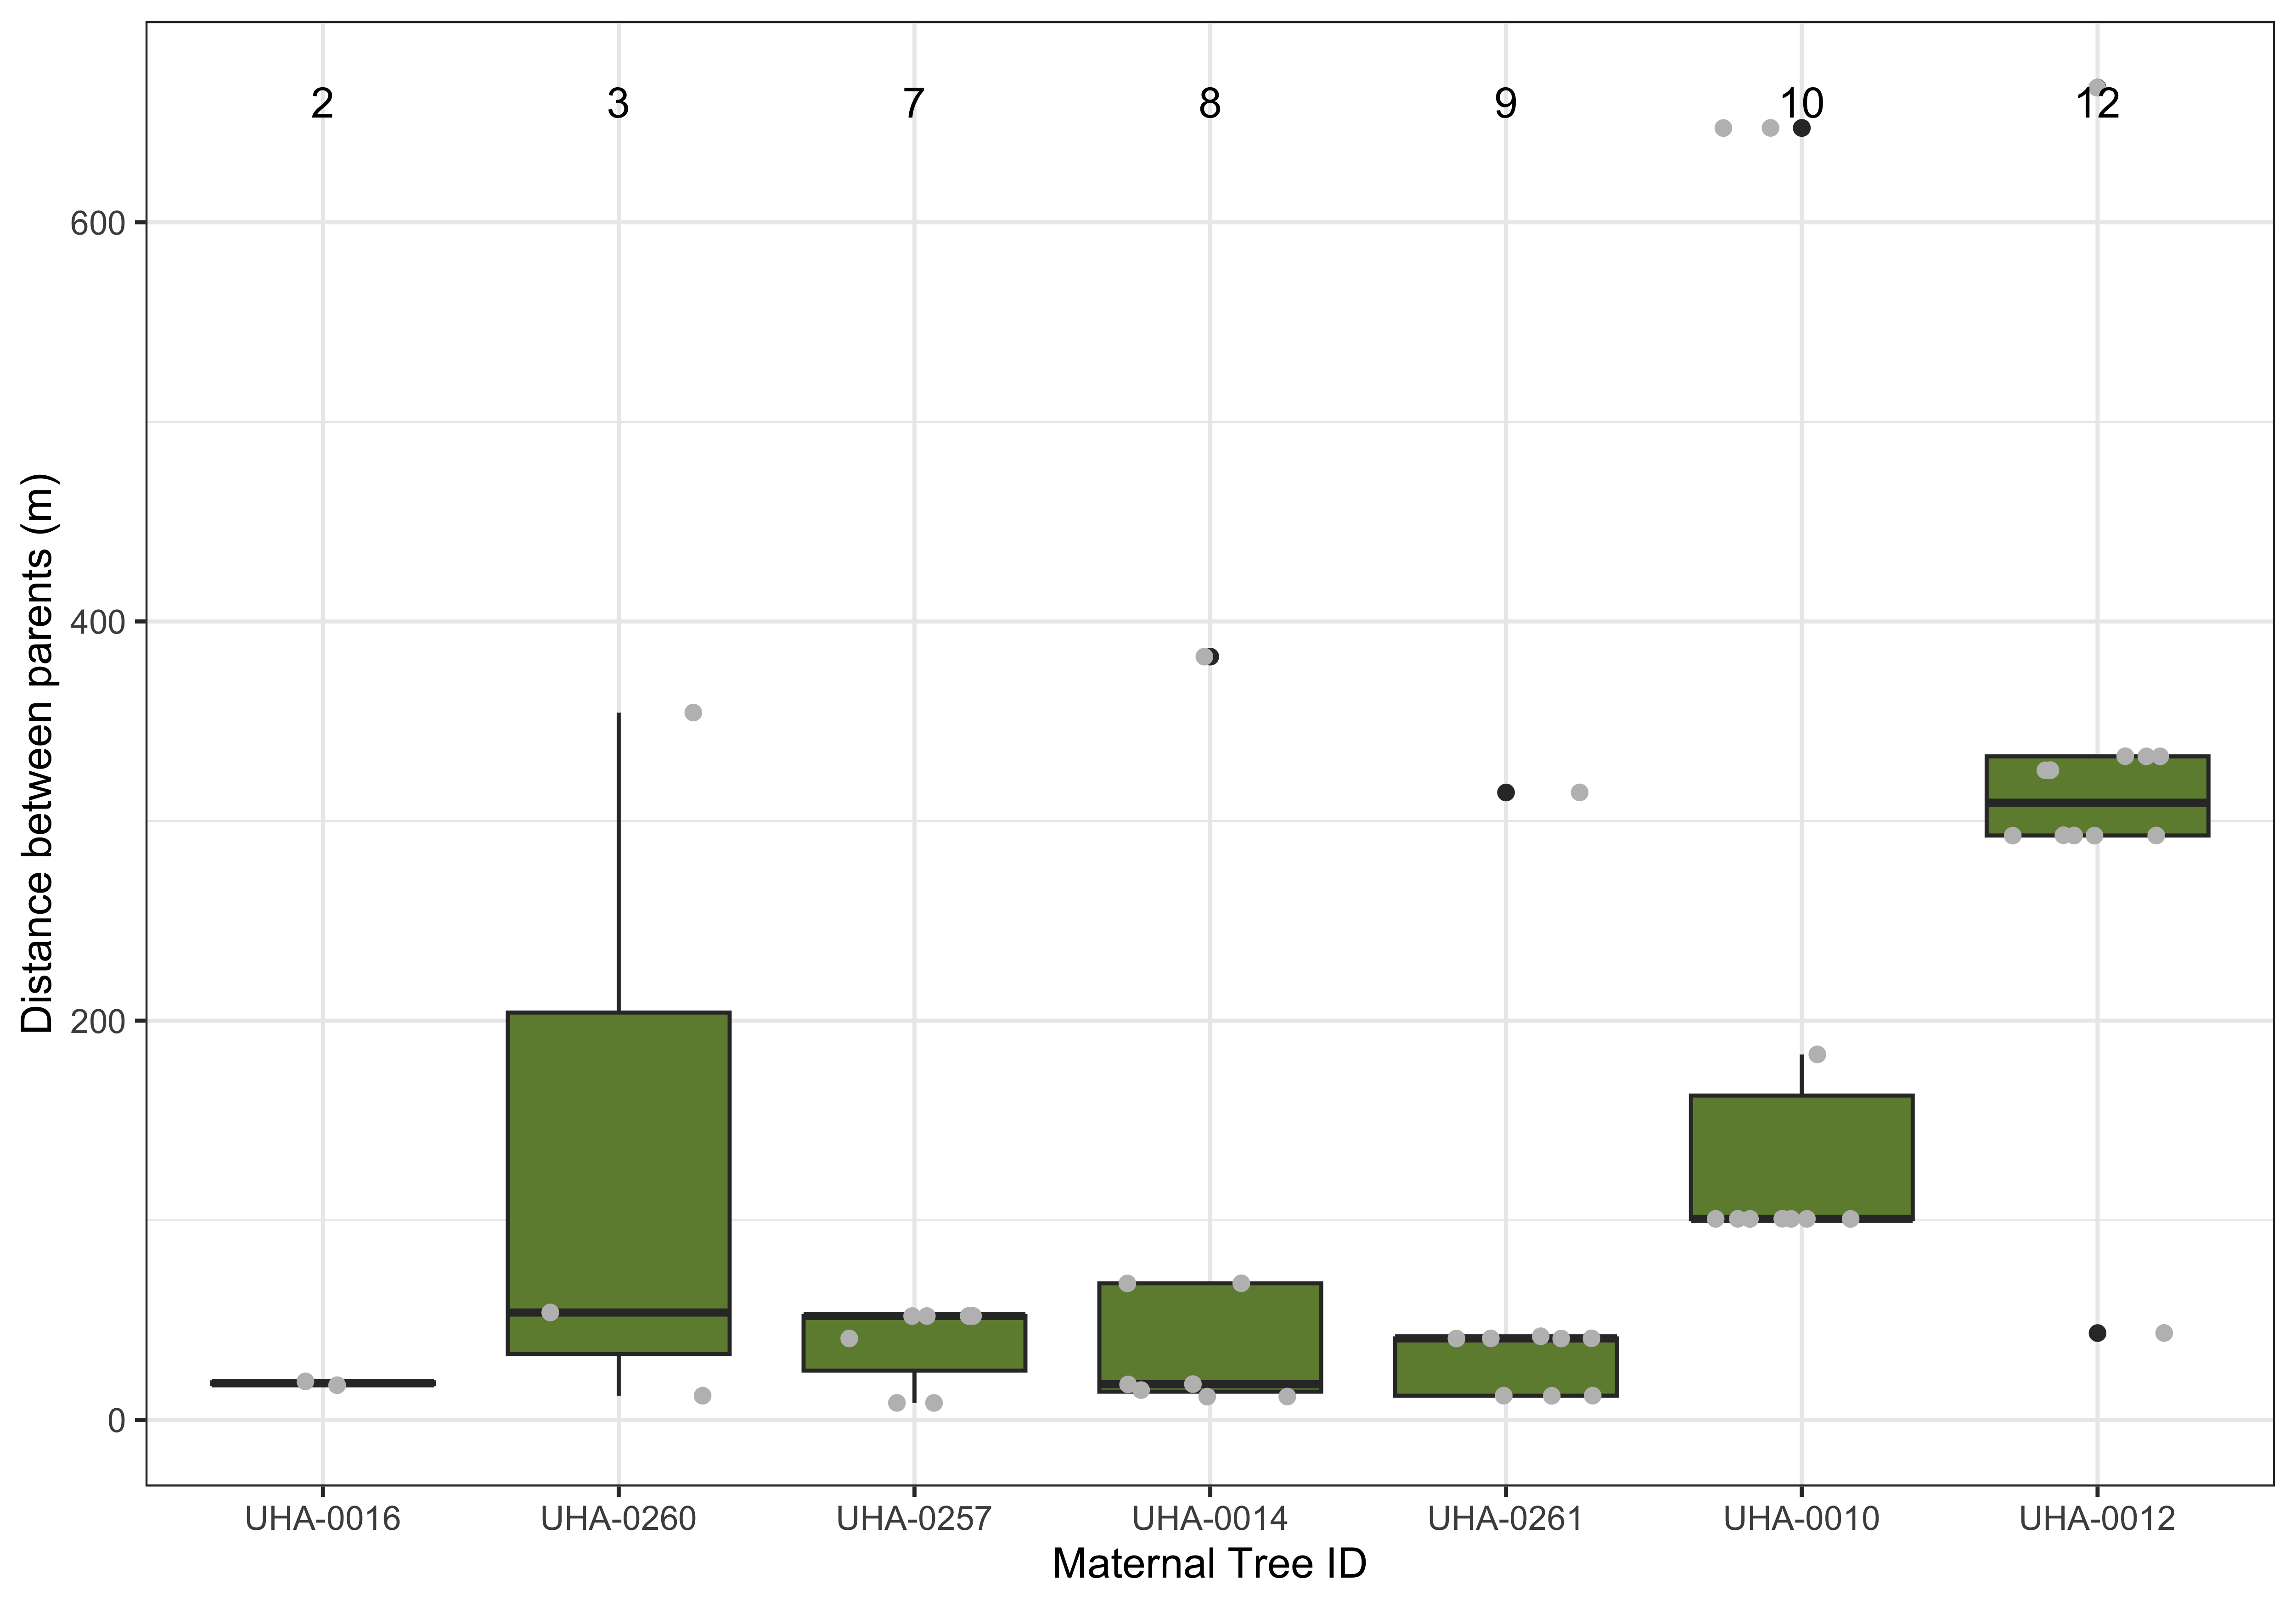 2 3 7 8 9 10 12
600
400
200
0
Distance between parents (m)
UHA-0016 UHA-0260 UHA-0257 UHA-0014 UHA-0261 UHA-0010 UHA-0012
Maternal Tree ID